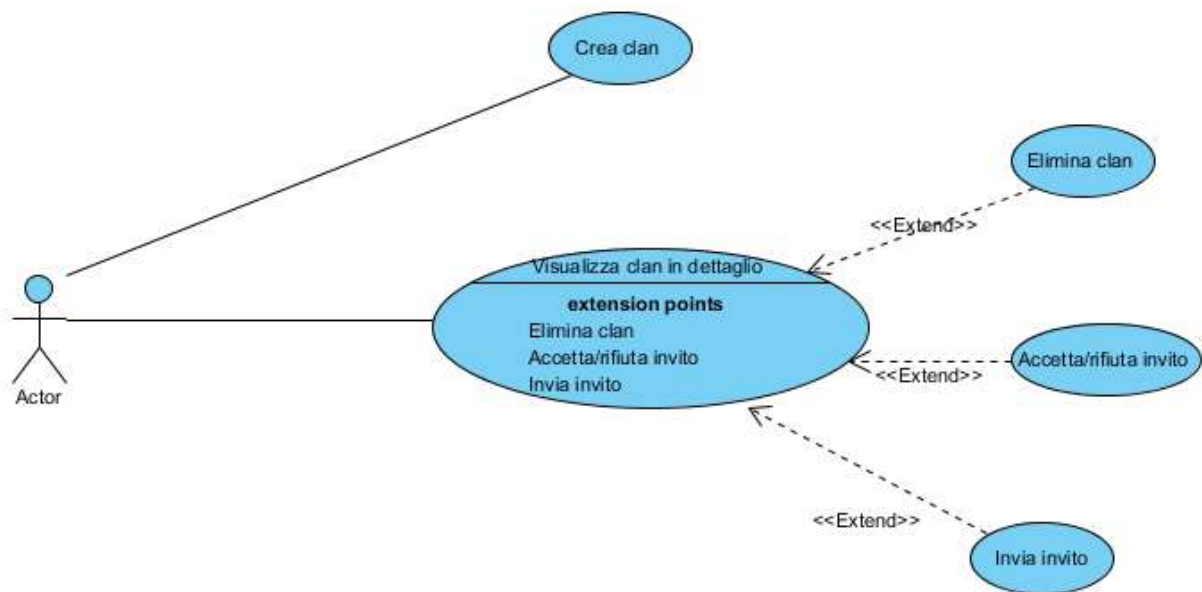 Crea clan
Elimina clan
<<Extend>>
Visualizza clan in dettaglio
extension points
Elimina clan
Accetta/rifiuta invito
Invia invito
<<Extend>>
Accetta/rifiuta invito
Actor
<<Extend>>
Invia invito